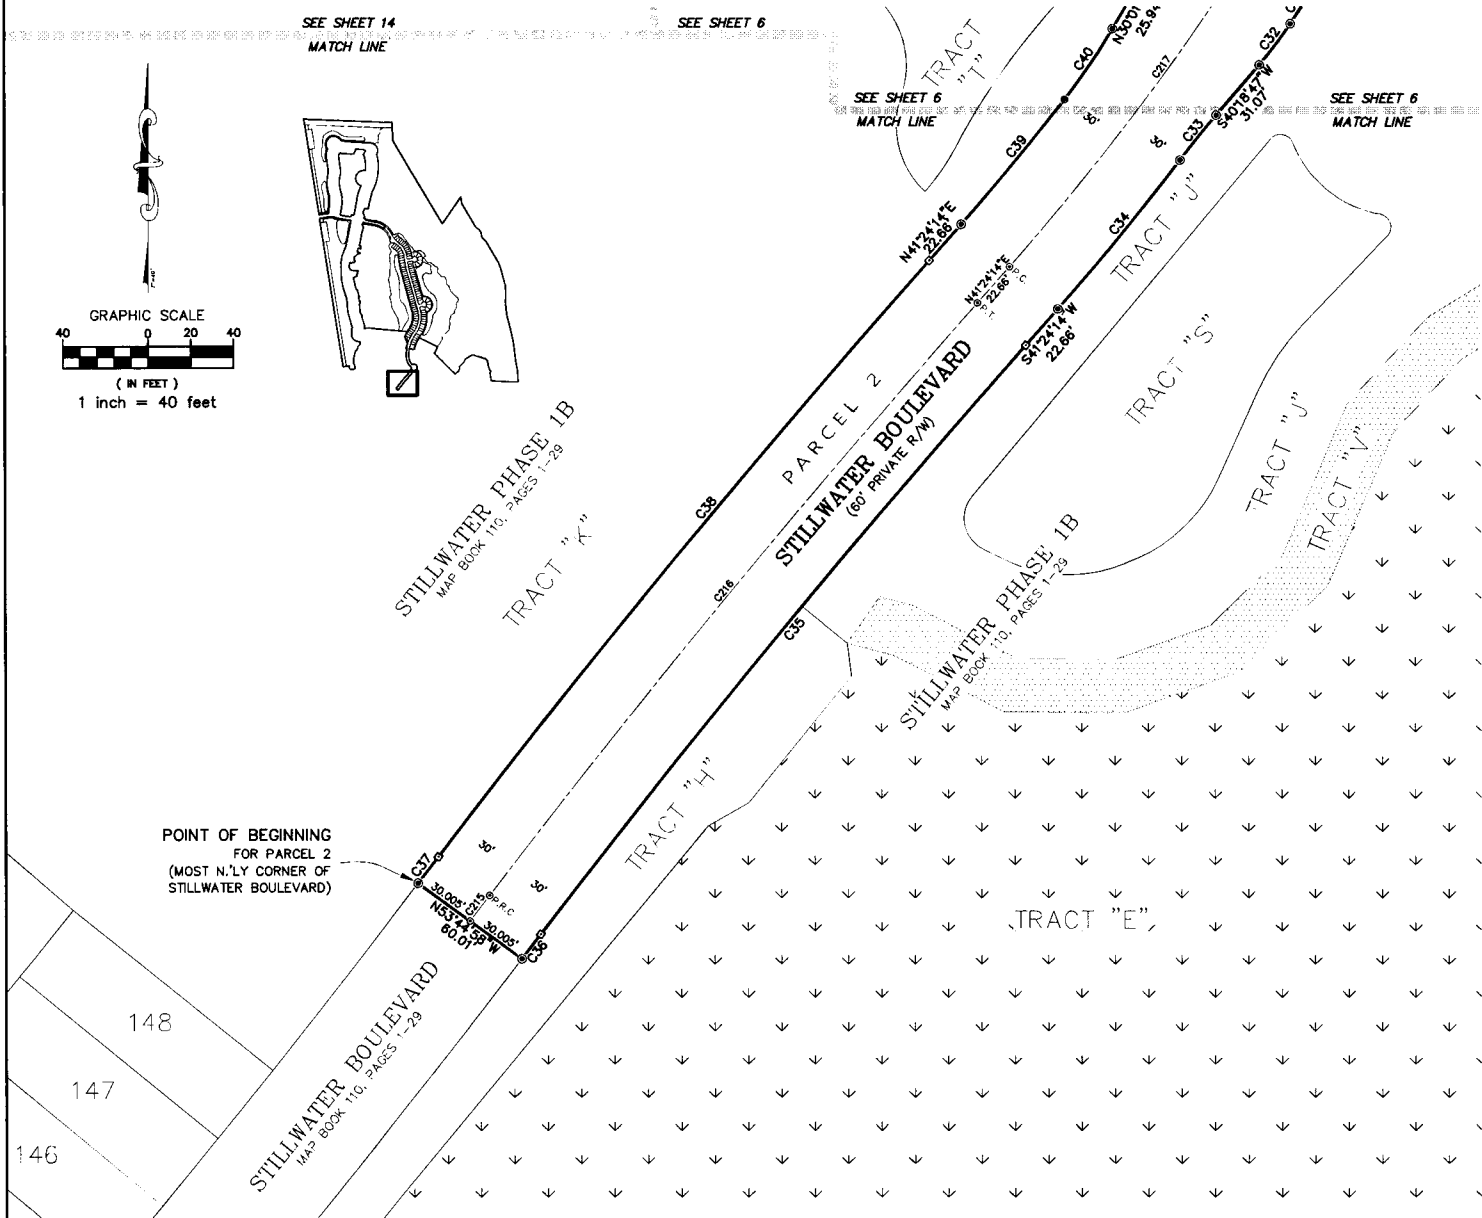 SEE SHEET 14
MATCH LINE
SEE SHEET 6
SEE SHEET 6
MATCH LINE
SEE SHEET 6
MATCH LINE
TRACT
"T"
C40
N30°01
25.94
C217
C32
S40°18'47"W
31.07'
C33
30'
30'
C39
C34
TRACT "J"
N41°24'14"E
22.66'
N41°24'14"E
22.66'
P.C.
P.T.
S41°24'14"W
22.66'
GRAPHIC SCALE
40 0 20 40
( IN FEET )
1 inch = 40 feet
STILLWATER PHASE 1B
MAP BOOK 110, PAGES 1-29
TRACT "K"
PARCEL 2
STILLWATER BOULEVARD
(60' PRIVATE R/W)
TRACT "S"
TRACT "J"
TRACT "V"
C38
C216
C35
STILLWATER PHASE 1B
MAP BOOK 110, PAGES 1-29
TRACT "H"
POINT OF BEGINNING
FOR PARCEL 2
(MOST N.'LY CORNER OF
STILLWATER BOULEVARD)
C37
30'
30'
30.005'
C215
P.R.C.
30.005'
N53°44'58"W
60.01'
C36
TRACT "E"
STILLWATER BOULEVARD
MAP BOOK 110, PAGES 1-29
148
147
146